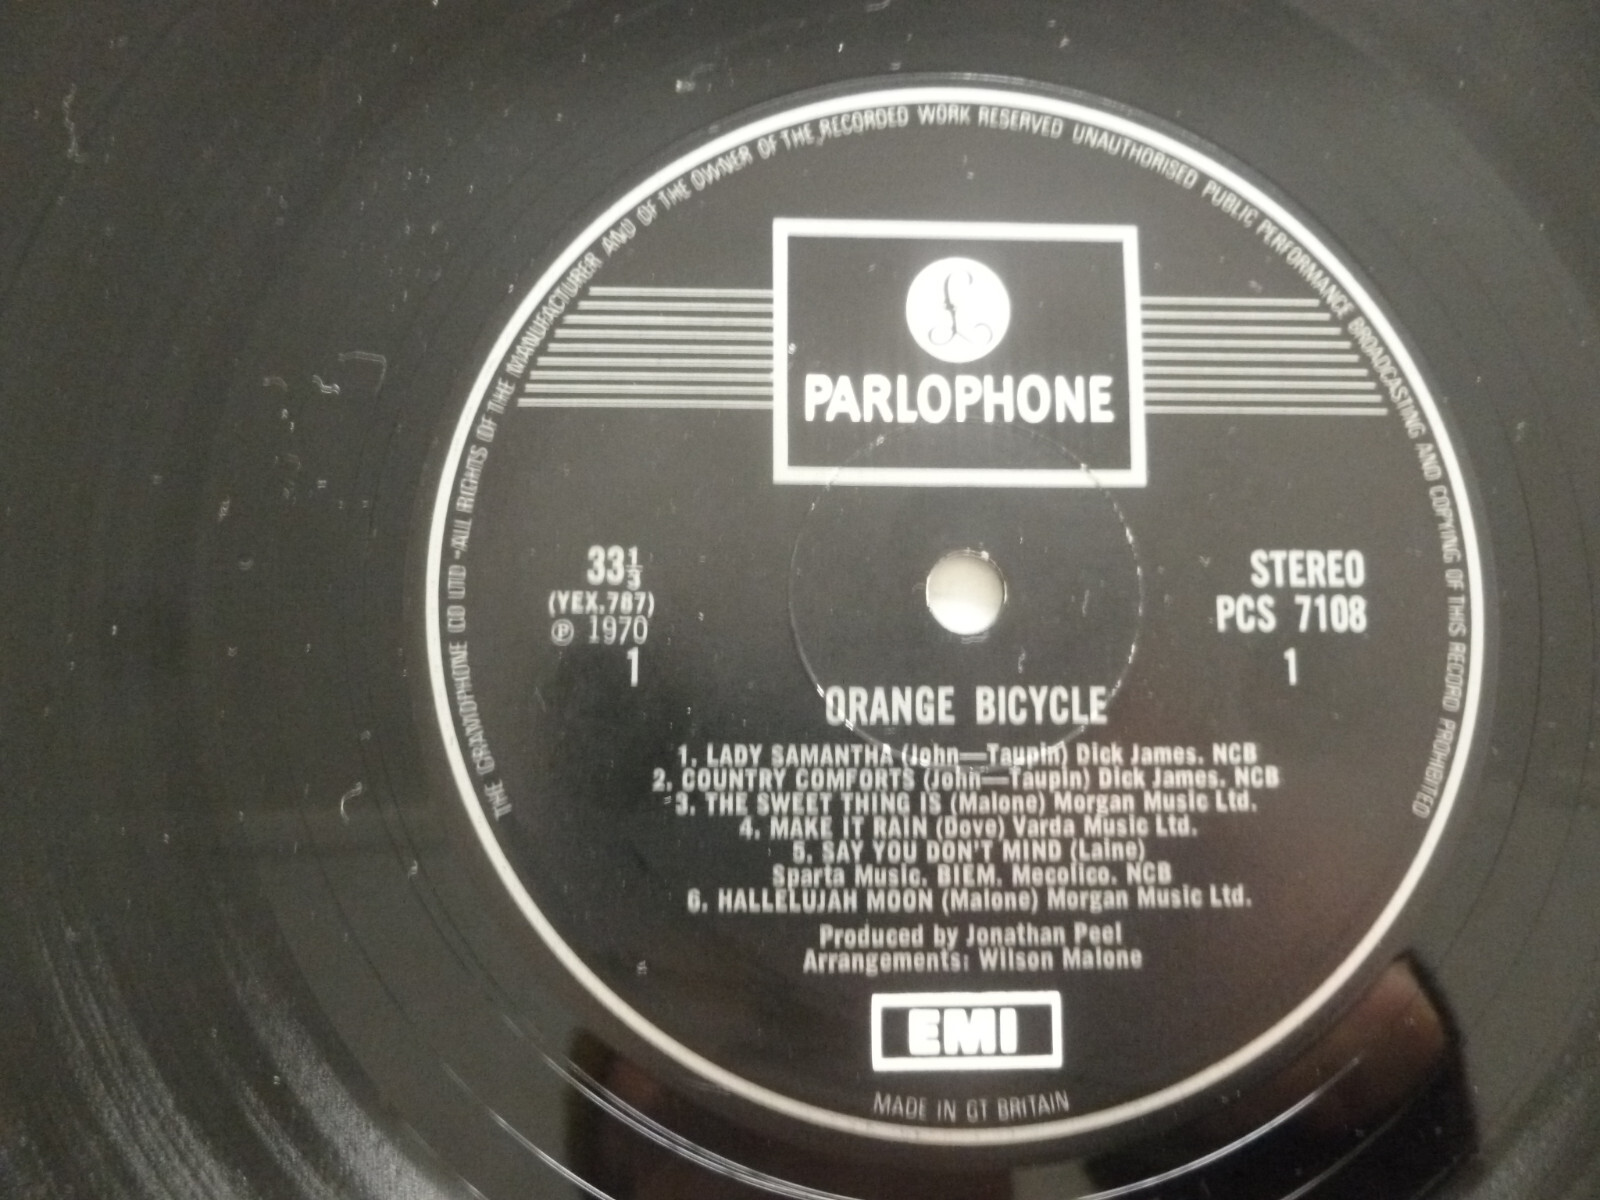 THE GRAMOPHONE CO LTD - ALL RIGHTS OF THE MANUFACTURER AND OF THE OWNER OF THE RECORDED WORK RESERVED UNAUTHORISED PUBLIC PERFORMANCE BROADCASTING AND COPYING OF THIS RECORD PROHIBITED
£
PARLOPHONE
33⅓
(YEX.787)
℗ 1970
1
STEREO
PCS 7108
1
ORANGE BICYCLE
1. LADY SAMANTHA (John—Taupin) Dick James. NCB
2. COUNTRY COMFORTS (John—Taupin) Dick James. NCB
3. THE SWEET THING IS (Malone) Morgan Music Ltd.
4. MAKE IT RAIN (Dove) Varda Music Ltd.
5. SAY YOU DON'T MIND (Laine)
Sparta Music. BIEM. Mecolico. NCB
6. HALLELUJAH MOON (Malone) Morgan Music Ltd.
Produced by Jonathan Peel
Arrangements: Wilson Malone
EMI
MADE IN GT BRITAIN